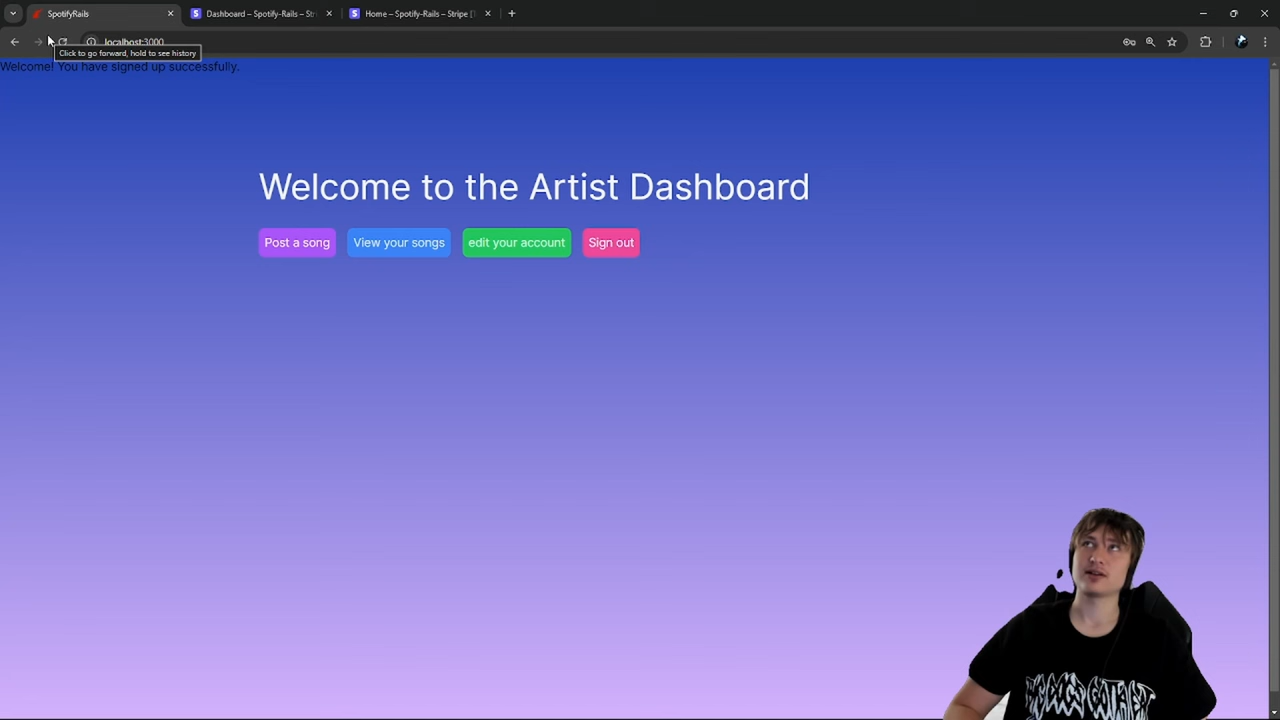 SpotifyRails
Dashboard – Spotify-Rails – Str
Home – Spotify-Rails – Stripe [
localhost:3000
Click to go forward, hold to see history
Welcome! You have signed up successfully.
Welcome to the Artist Dashboard
Post a song
View your songs
edit your account
Sign out